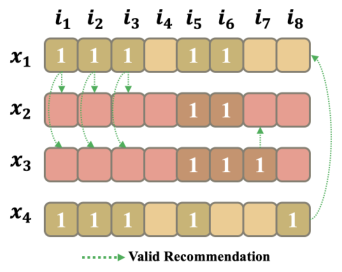 i1 i2 i3 i4 i5 i6 i7 i8
x1 1 1 1 1 1
x2 1 1
x3 1 1 1
x4 1 1 1 1 1
Valid Recommendation